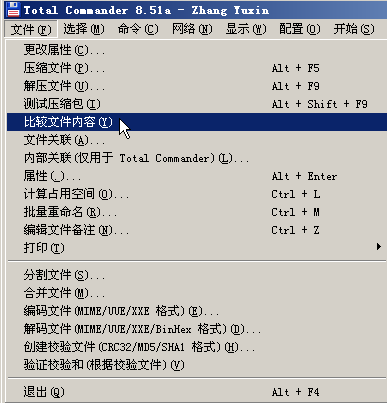 Total Commander 8.51a - Zhang Yuxin
文件(F) 选择(M) 命令(C) 网络(N) 显示(W) 配置(O) 开始(S)
更改属性(C)...
压缩文件(P)... Alt + F5
解压文件(U)... Alt + F9
测试压缩包(I) Alt + Shift + F9
比较文件内容(Y)
文件关联(A)...
内部关联(仅用于 Total Commander)(L)...
属性(_)... Alt + Enter
计算占用空间(O)... Ctrl + L
批量重命名(R)... Ctrl + M
编辑文件备注(N)... Ctrl + Z
打印(T)
分割文件(S)...
合并文件(M)...
编码文件(MIME/UUE/XXE 格式)(E)...
解码文件(MIME/UUE/XXE/BinHex 格式)(D)...
创建校验文件(CRC32/MD5/SHA1 格式)(H)...
验证校验和(根据校验文件)(V)
退出(Q) Alt + F4